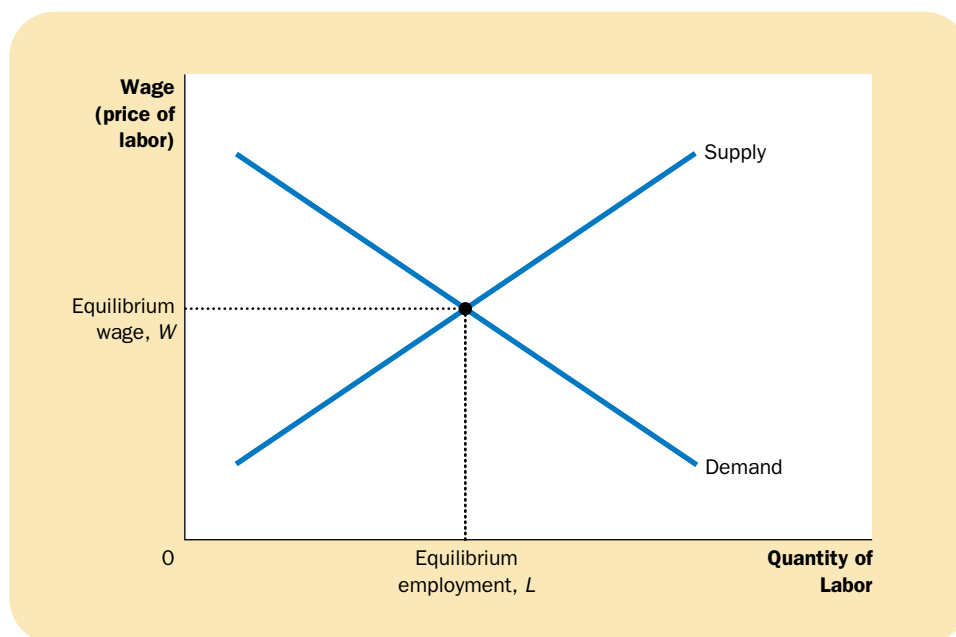 Wage
(price of
labor)
Supply
Equilibrium
wage, W
Demand
0
Equilibrium
employment, L
Quantity of
Labor